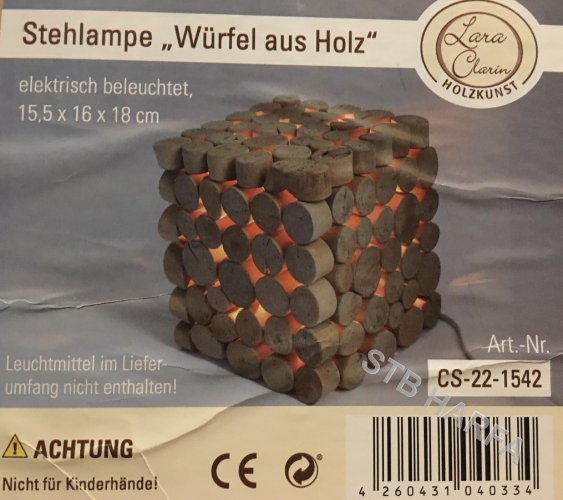 Stehlampe „Würfel aus Holz“
Lara
Clarin
HOLZKUNST
elektrisch beleuchtet,
15,5 x 16 x 18 cm
Leuchtmittel im Liefer-
umfang nicht enthalten!
Art.-Nr.
CS-22-1542
STB HARFA
⚠ ACHTUNG
Nicht für Kinderhände!
CE
4 260431 040334